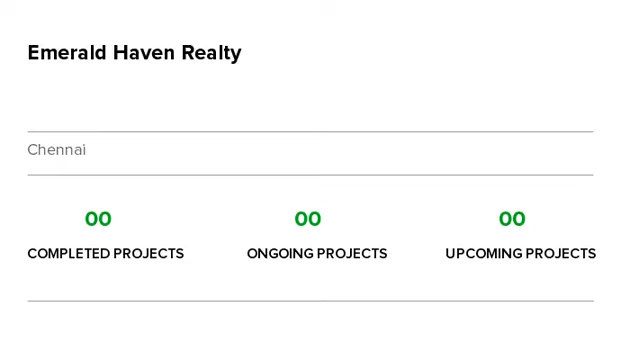 Emerald Haven Realty
Chennai
00 00 00
COMPLETED PROJECTS ONGOING PROJECTS UPCOMING PROJECTS